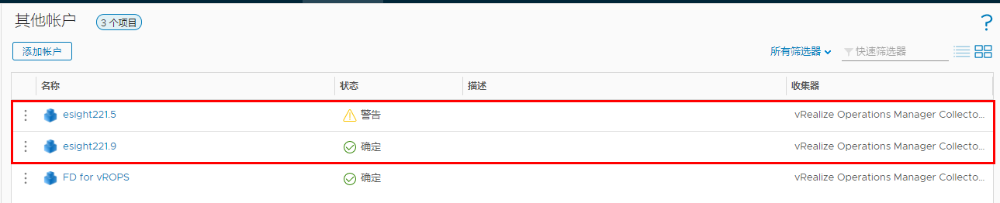 其他帐户 3 个项目
?
添加帐户 所有筛选器 快速筛选器
名称 状态 描述 收集器
esight221.5 警告 vRealize Operations Manager Collecto...
esight221.9 确定 vRealize Operations Manager Collecto...
FD for vROPS 确定 vRealize Operations Manager Collecto...